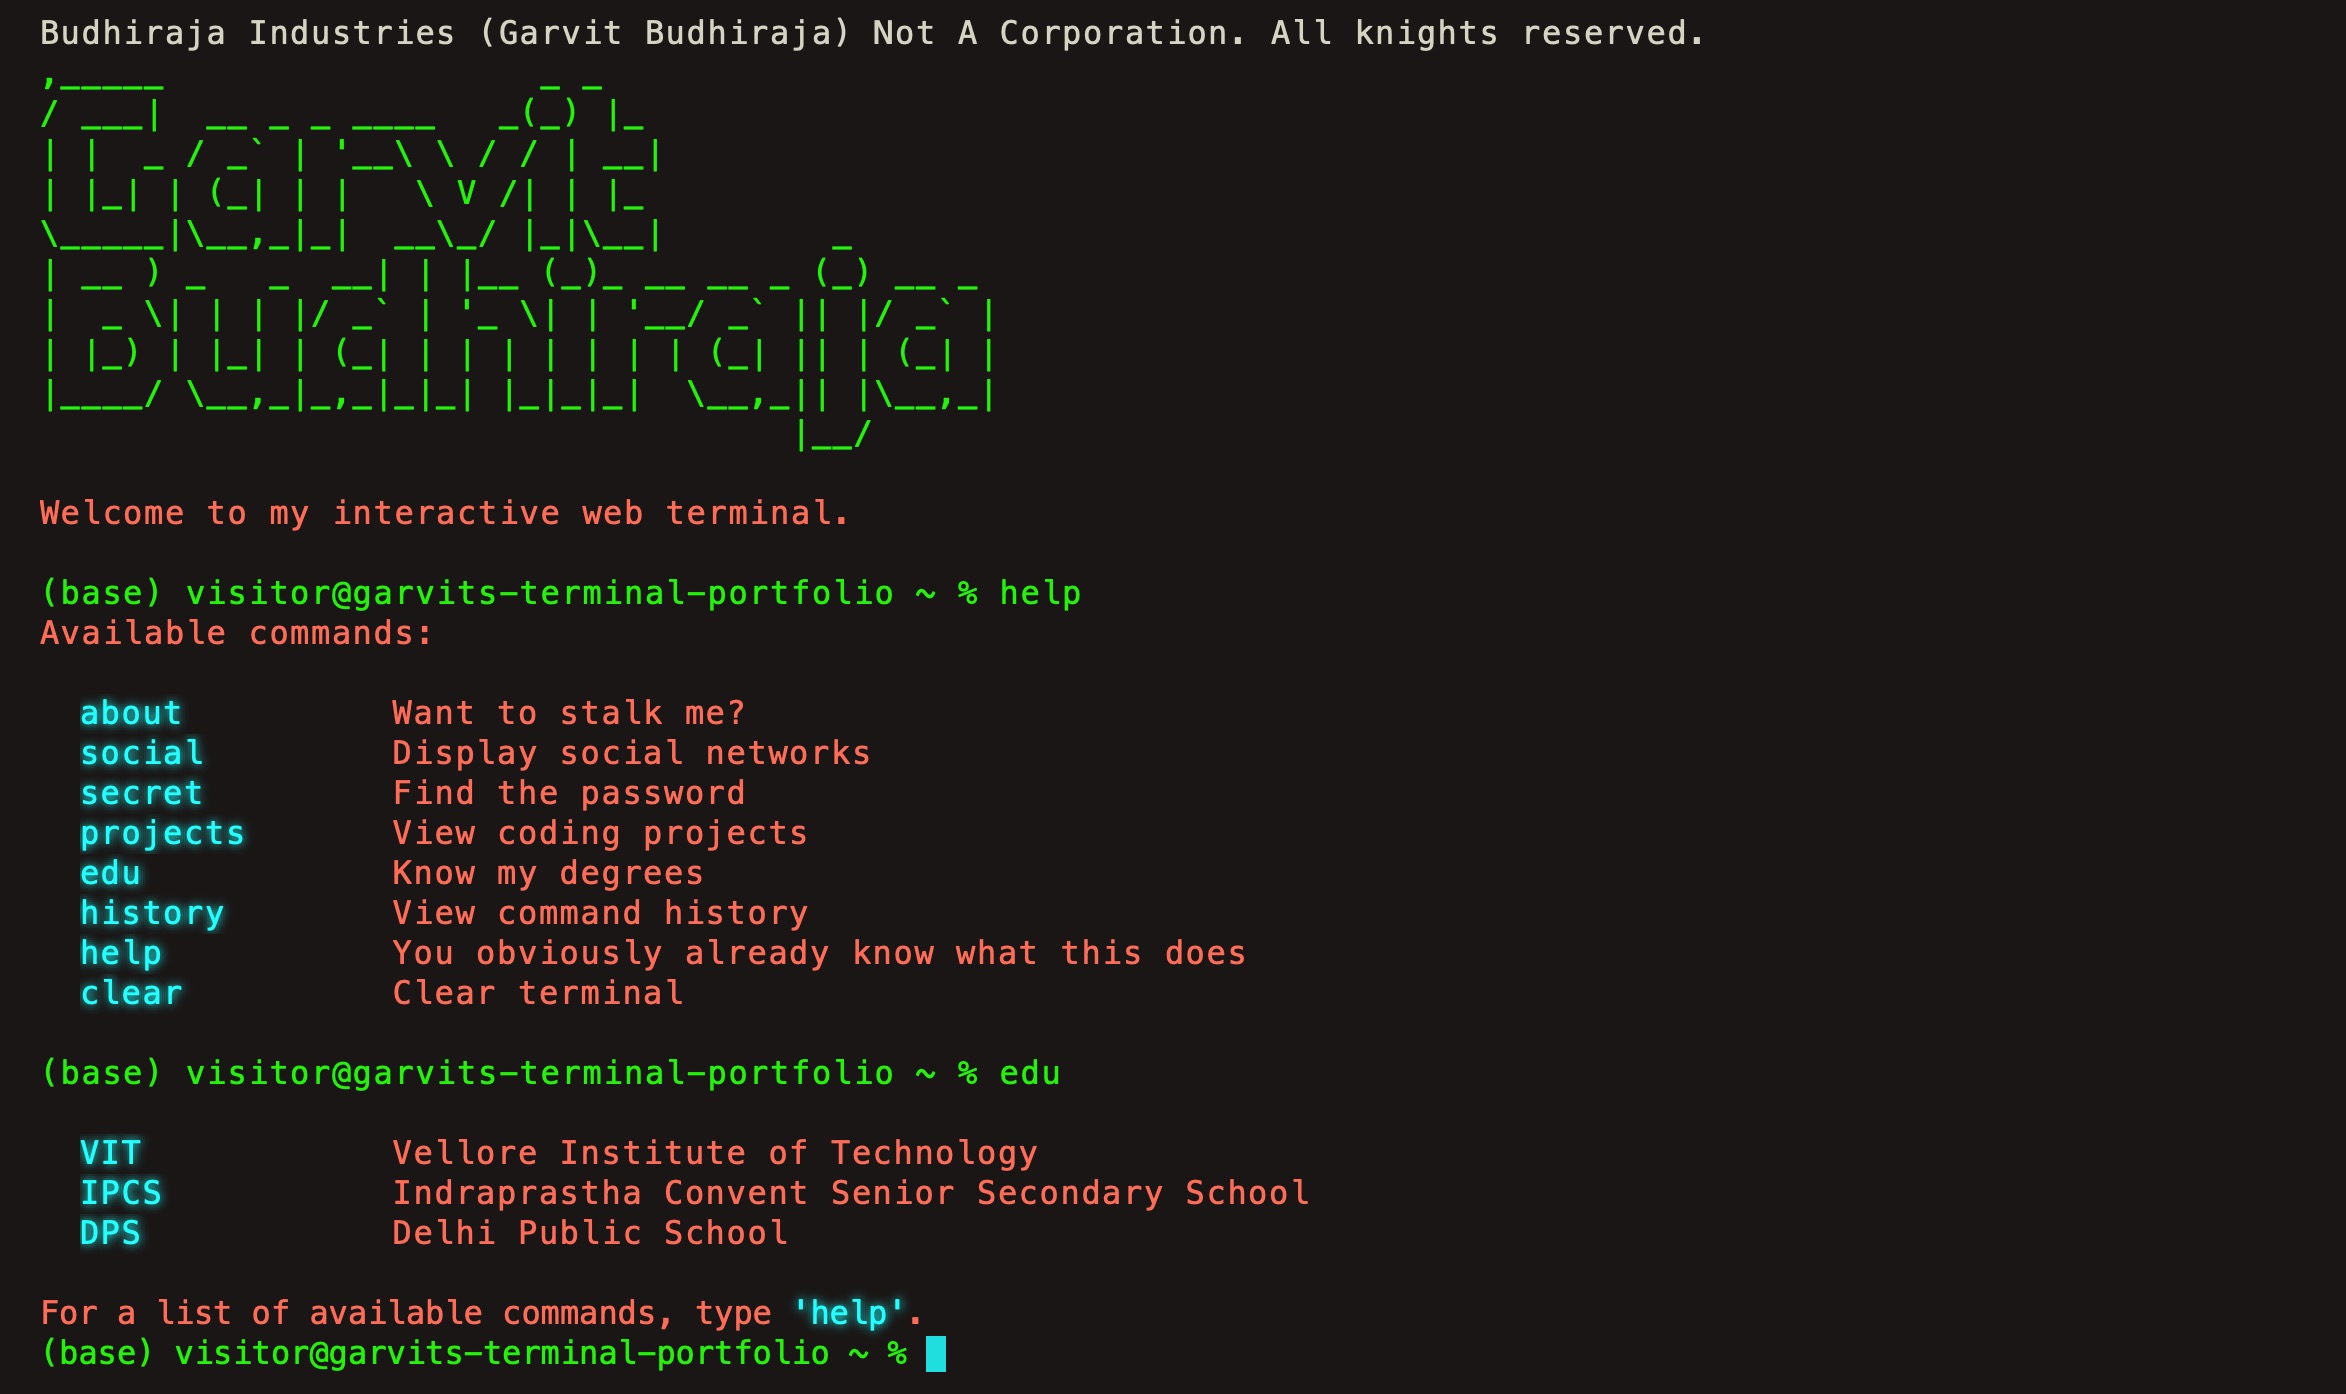 Budhiraja Industries (Garvit Budhiraja) Not A Corporation. All knights reserved.
Garvit
Budhiraja
Welcome to my interactive web terminal.
(base) visitor@garvits-terminal-portfolio ~ % help
Available commands:
about Want to stalk me?
social Display social networks
secret Find the password
projects View coding projects
edu Know my degrees
history View command history
help You obviously already know what this does
clear Clear terminal
(base) visitor@garvits-terminal-portfolio ~ % edu
VIT Vellore Institute of Technology
IPCS Indraprastha Convent Senior Secondary School
DPS Delhi Public School
For a list of available commands, type 'help'.
(base) visitor@garvits-terminal-portfolio ~ %